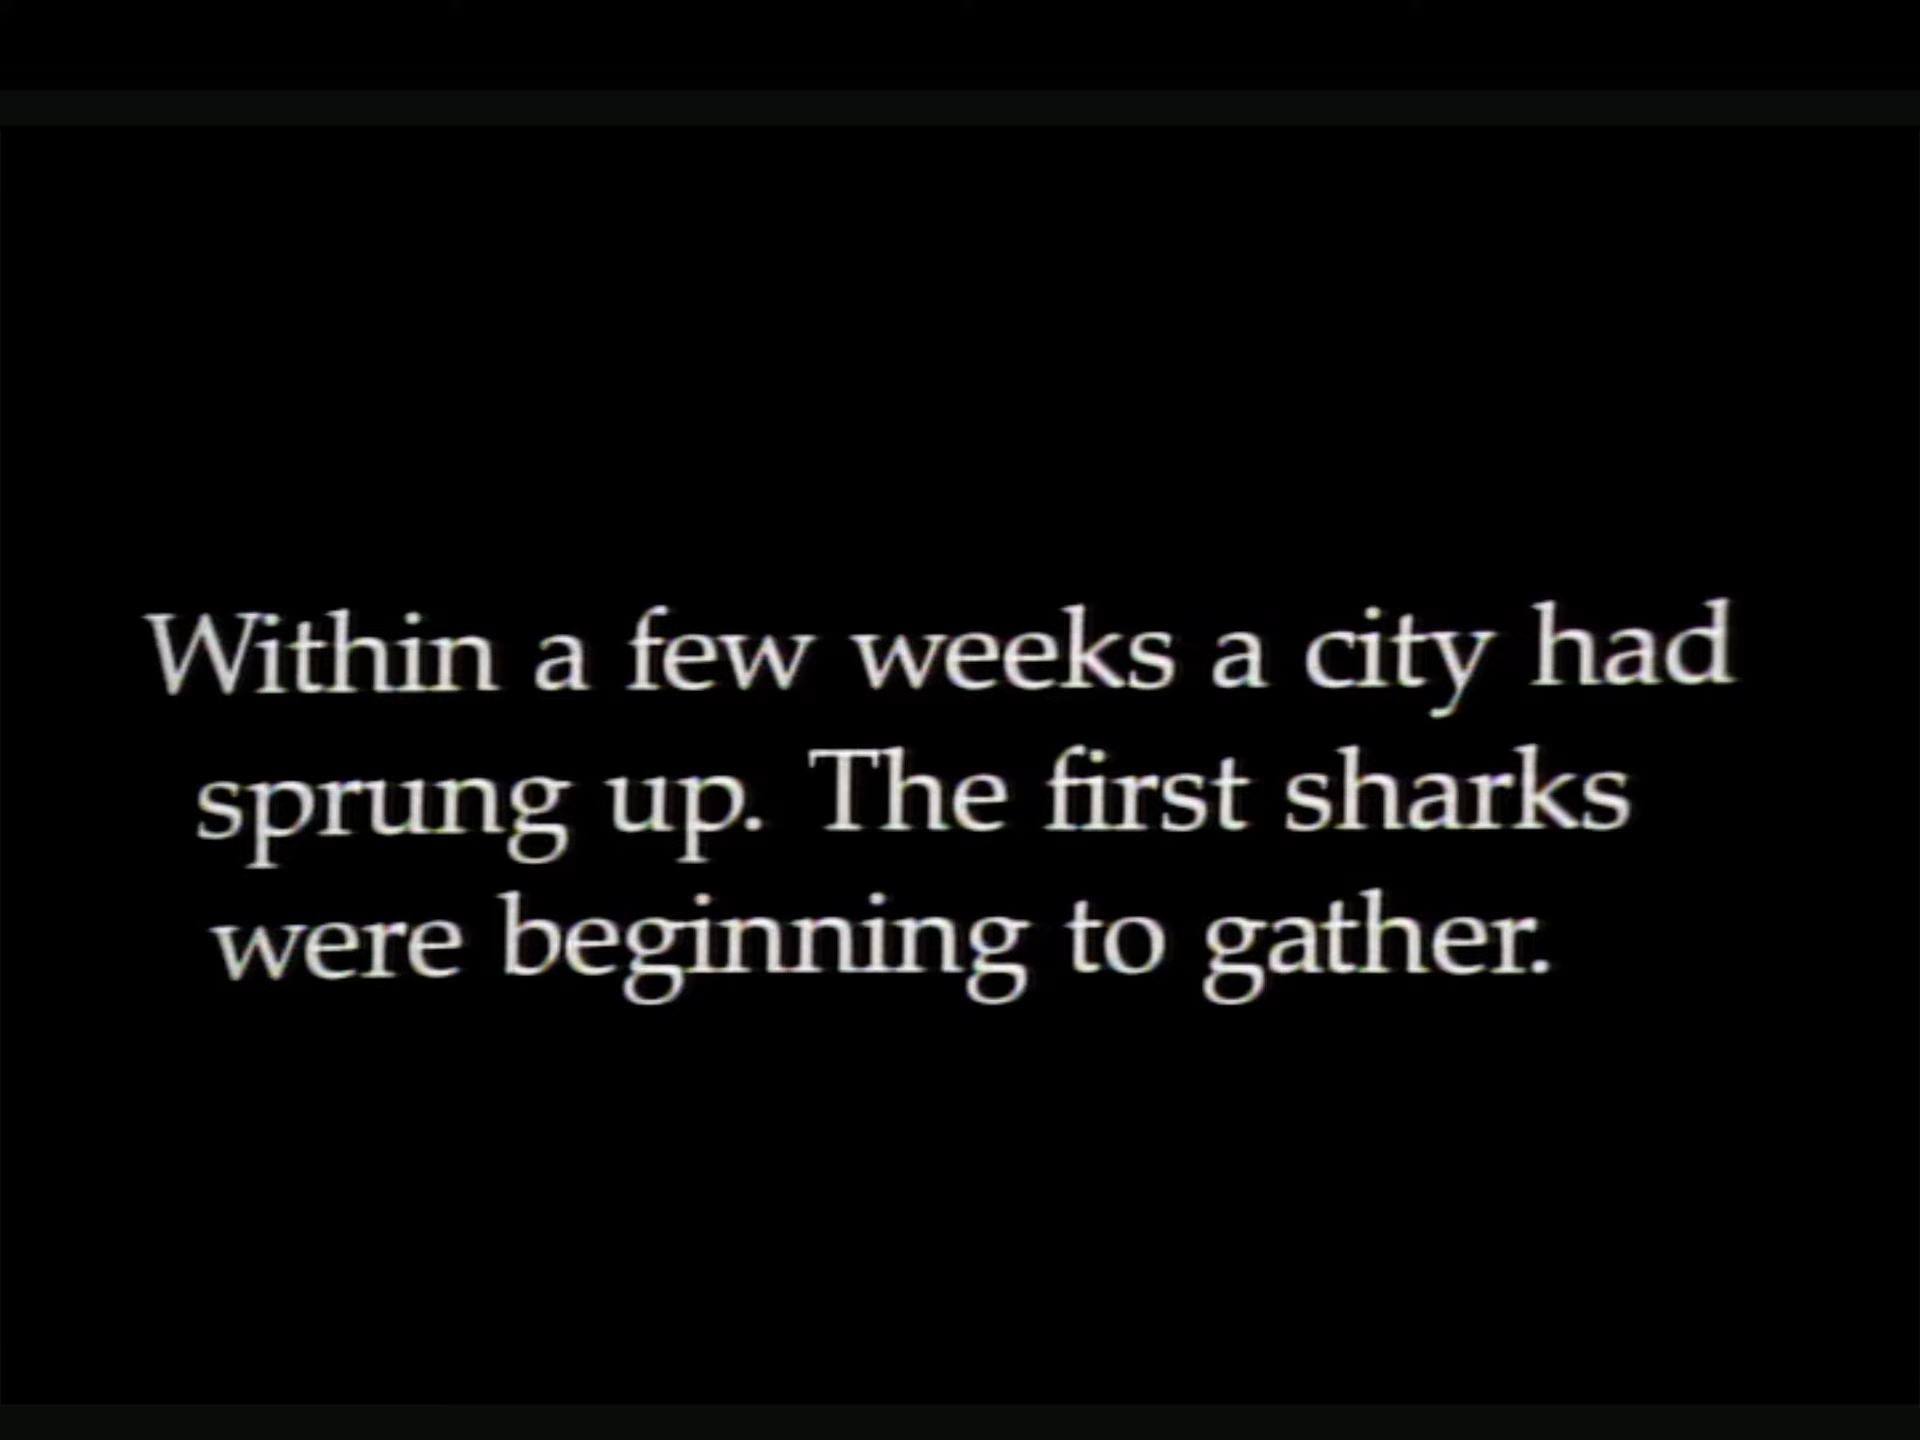 Within a few weeks a city had
sprung up. The first sharks
were beginning to gather.